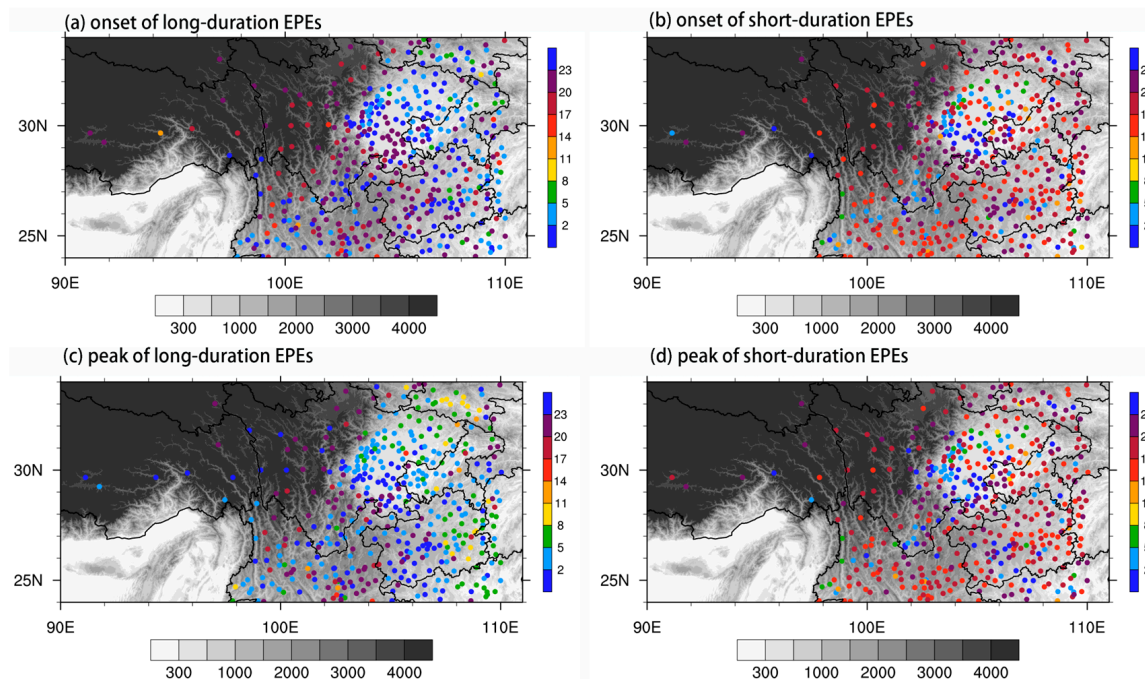 (a) onset of long-duration EPEs
(b) onset of short-duration EPEs
30N
25N
90E 100E 110E
23
20
17
14
11
8
5
2
300 1000 2000 3000 4000
30N
25N
90E 100E 110E
300 1000 2000 3000 4000
(c) peak of long-duration EPEs
(d) peak of short-duration EPEs
30N
25N
90E 100E 110E
23
20
17
14
11
8
5
2
300 1000 2000 3000 4000
30N
25N
90E 100E 110E
300 1000 2000 3000 4000